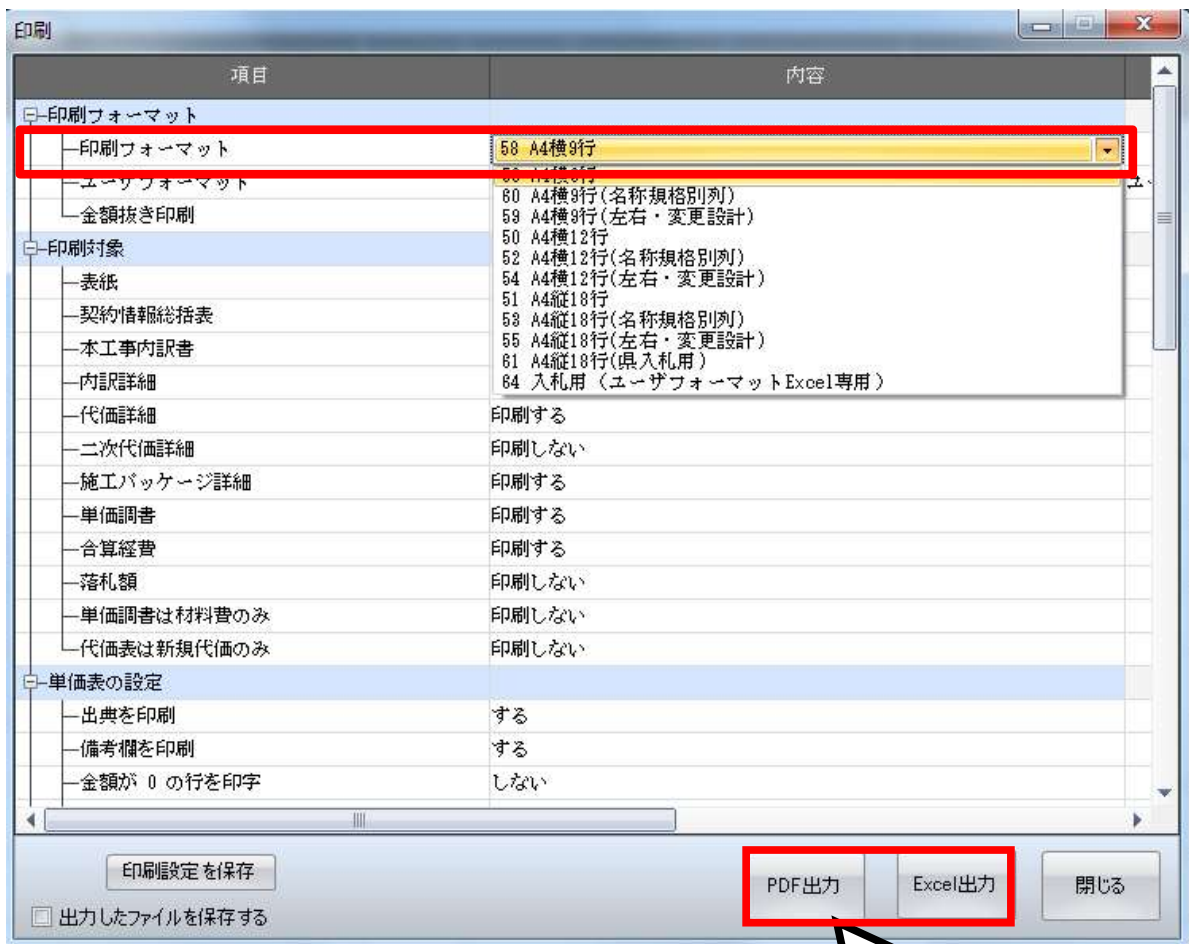 印刷
項目 内容
印刷フォーマット
印刷フォーマット 58 A4横9行
ユーザフォーマット
60 A4横9行(名称規格別列)
金額抜き印刷 59 A4横9行(左右・変更設計)
50 A4横12行
印刷対象
52 A4横12行(名称規格別列)
表紙 54 A4横12行(左右・変更設計)
51 A4縦18行
契約情報総括表 53 A4縦18行(名称規格別列)
本工事内訳書 55 A4縦18行(左右・変更設計)
61 A4縦18行(県入札用)
内訳詳細 64 入札用(ユーザフォーマットExcel専用)
代価詳細 印刷する
二次代価詳細 印刷しない
施工パッケージ詳細 印刷する
単価調書 印刷する
合算経費 印刷する
落札額 印刷しない
単価調書は材料費のみ 印刷しない
代価表は新規代価のみ 印刷しない
単価表の設定
出典を印刷 する
備考欄を印刷 する
金額が 0 の行を印字 しない
印刷設定を保存 PDF出力 Excel出力 閉じる
出力したファイルを保存する